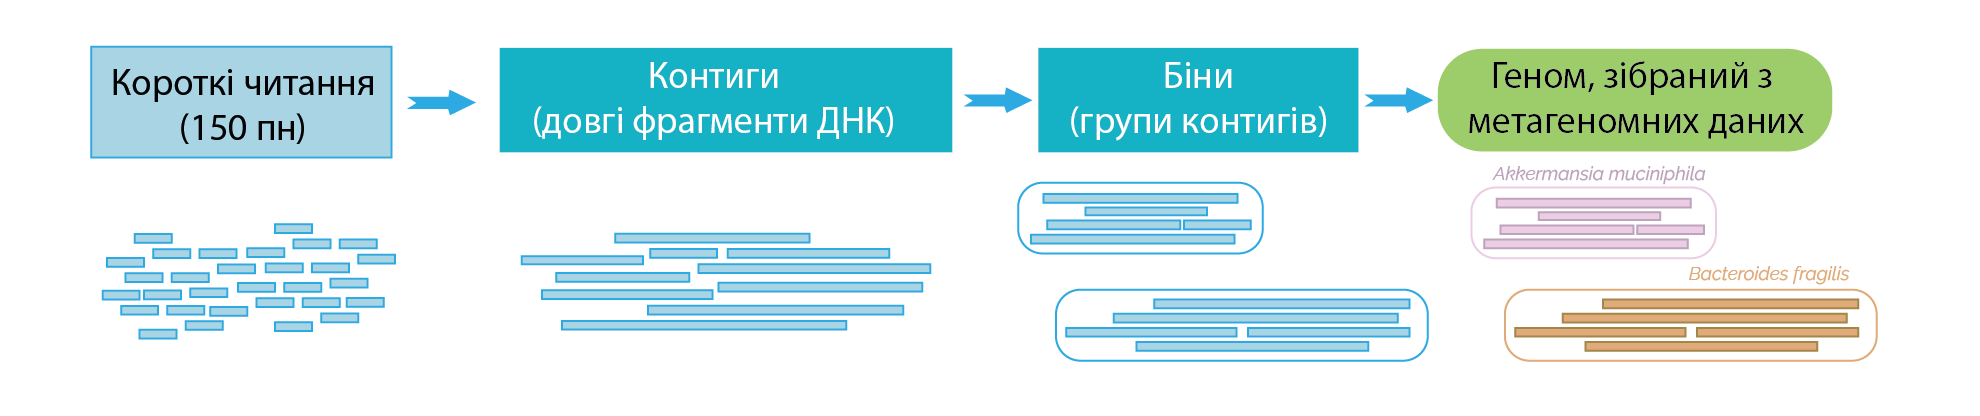 Короткі читання
(150 пн)
Контиги
(довгі фрагменти ДНК)
Біни
(групи контигів)
Геном, зібраний з
метагеномних даних
Akkermansia muciniphila
Bacteroides fragilis